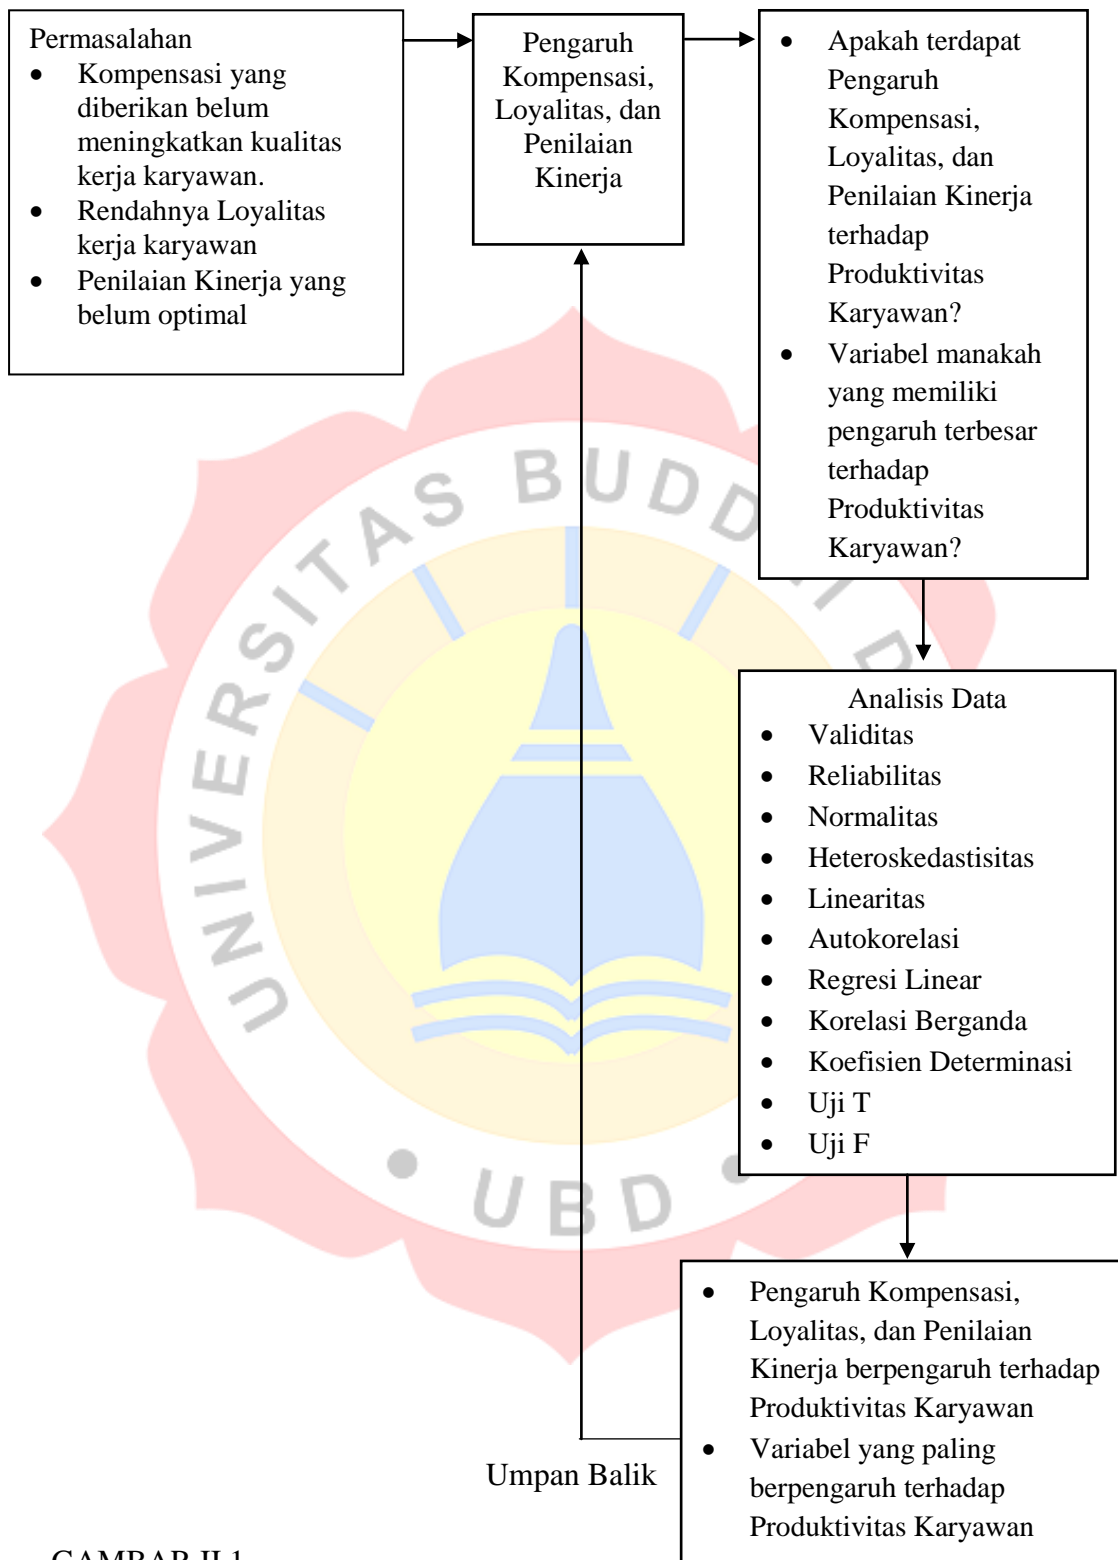 Permasalahan
• Kompensasi yang
diberikan belum
meningkatkan kualitas
kerja karyawan.
• Rendahnya Loyalitas
kerja karyawan
• Penilaian Kinerja yang
belum optimal
Pengaruh
Kompensasi,
Loyalitas, dan
Penilaian
Kinerja
• Apakah terdapat
Pengaruh
Kompensasi,
Loyalitas, dan
Penilaian Kinerja
terhadap
Produktivitas
Karyawan?
• Variabel manakah
yang memiliki
pengaruh terbesar
terhadap
Produktivitas
Karyawan?
Analisis Data
• Validitas
• Reliabilitas
• Normalitas
• Heteroskedastisitas
• Linearitas
• Autokorelasi
• Regresi Linear
• Korelasi Berganda
• Koefisien Determinasi
• Uji T
• Uji F
• Pengaruh Kompensasi,
Loyalitas, dan Penilaian
Kinerja berpengaruh terhadap
Produktivitas Karyawan
• Variabel yang paling
berpengaruh terhadap
Produktivitas Karyawan
Umpan Balik
GAMBAR II.1
UNIVERSITAS
UBD